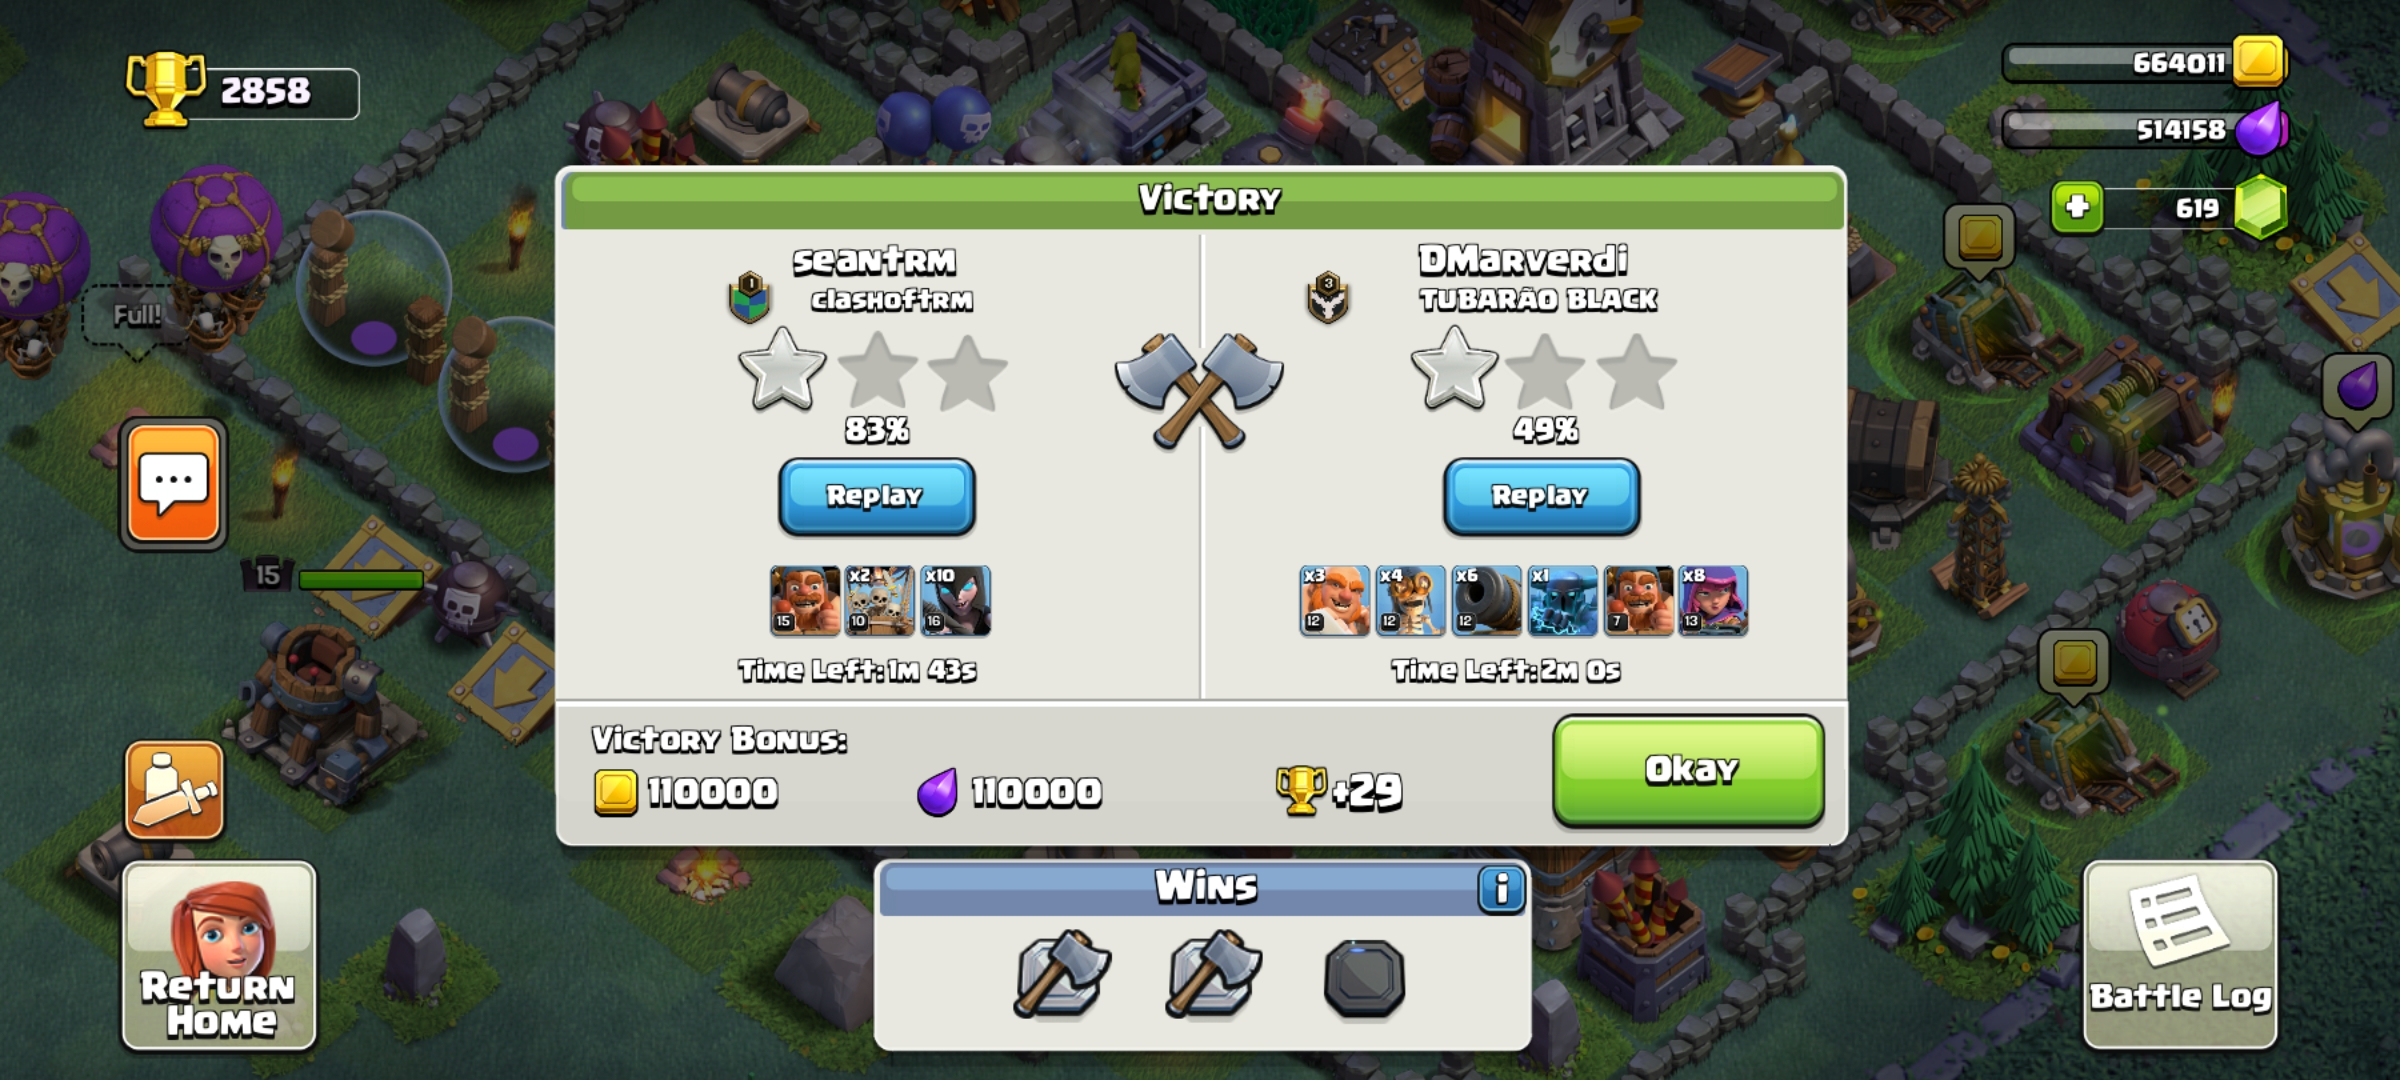 2858
664011
514158
619
Full!
15
Victory
seantrm
1
clashoftrm
83%
Replay
15
x2
10
x10
16
Time Left:1m 43s
DMarverdi
3
TUBARÃO BLACK
49%
Replay
x3
12
x4
12
x6
12
x1
7
x8
13
Time Left:2m 0s
Victory Bonus:
110000
110000
+29
Okay
Wins
i
Return
Home
Battle Log